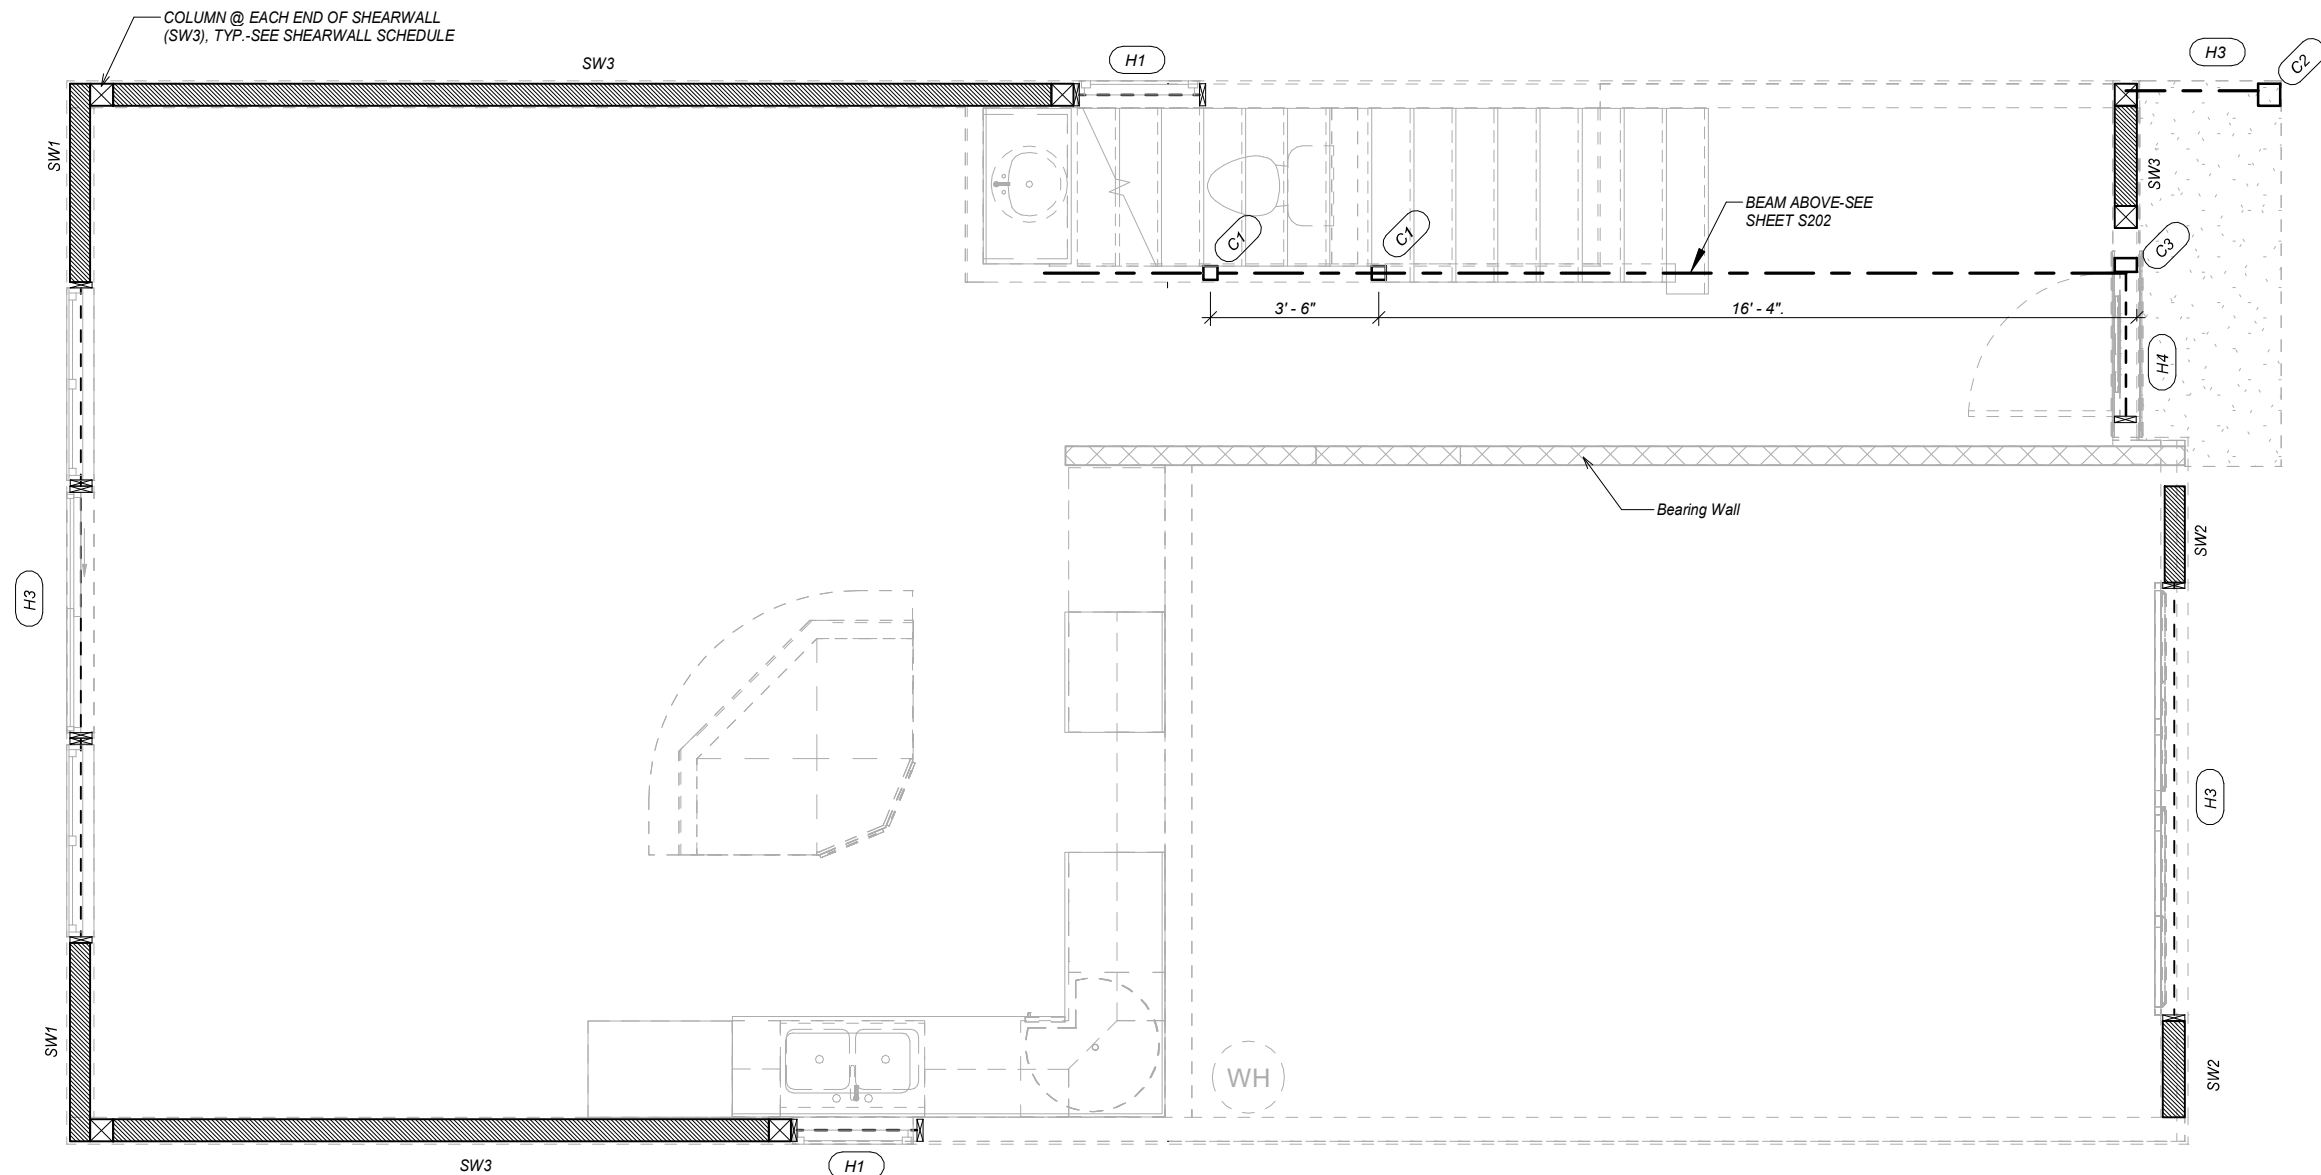 COLUMN @ EACH END OF SHEARWALL
(SW3), TYP.-SEE SHEARWALL SCHEDULE
SW3
H1
H3
C2
SW1
SW3
BEAM ABOVE-SEE
SHEET S202
C1
C1
C3
3' - 6"
16' - 4".
H4
Bearing Wall
SW2
H3
H3
SW1
WH
SW2
SW3
H1